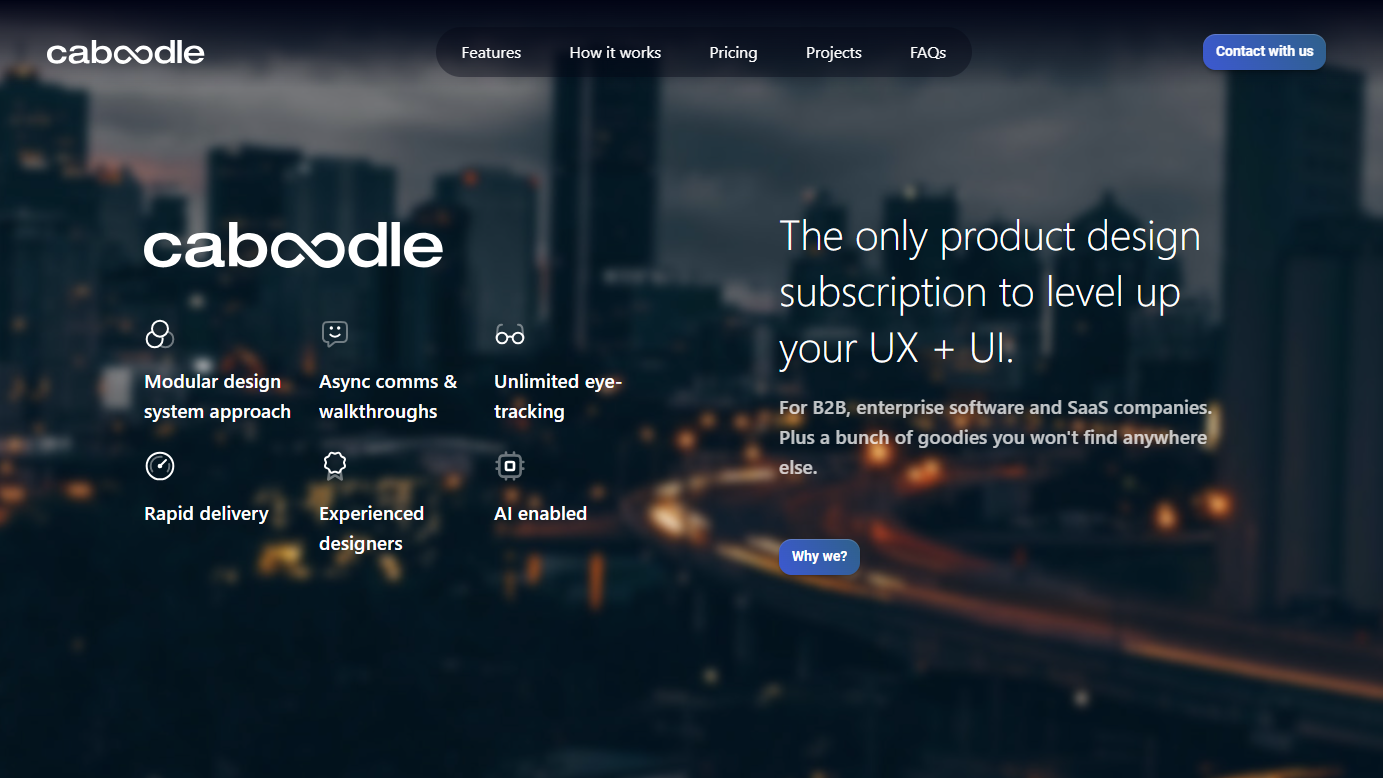 caboodle
Features
How it works
Pricing
Projects
FAQs
Contact with us
caboodle
Modular design
system approach
Async comms &
walkthroughs
Unlimited eye-
tracking
Rapid delivery
Experienced
designers
AI enabled
The only product design
subscription to level up
your UX + UI.
For B2B, enterprise software and SaaS companies.
Plus a bunch of goodies you won't find anywhere
else.
Why we?